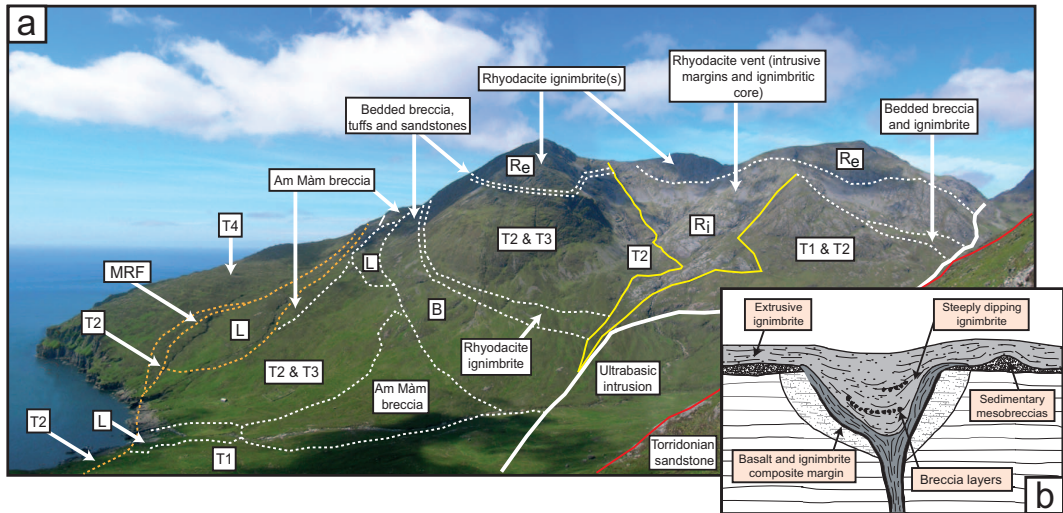 a
Rhyodacite ignimbrite(s)
Rhyodacite vent (intrusive
margins and ignimbritic
core)
Bedded breccia,
tuffs and sandstones
Bedded breccia
and ignimbrite
Am Màm breccia
Re
Re
T4
T2 & T3
Ri
T1 & T2
L
T2
MRF
L
B
T2
T2 & T3
Rhyodacite
ignimbrite
Ultrabasic
intrusion
Am Màm
breccia
T2
L
T1
Torridonian
sandstone
Extrusive
ignimbrite
Steeply dipping
ignimbrite
Sedimentary
mesobreccias
Basalt and ignimbrite
composite margin
Breccia layers
b